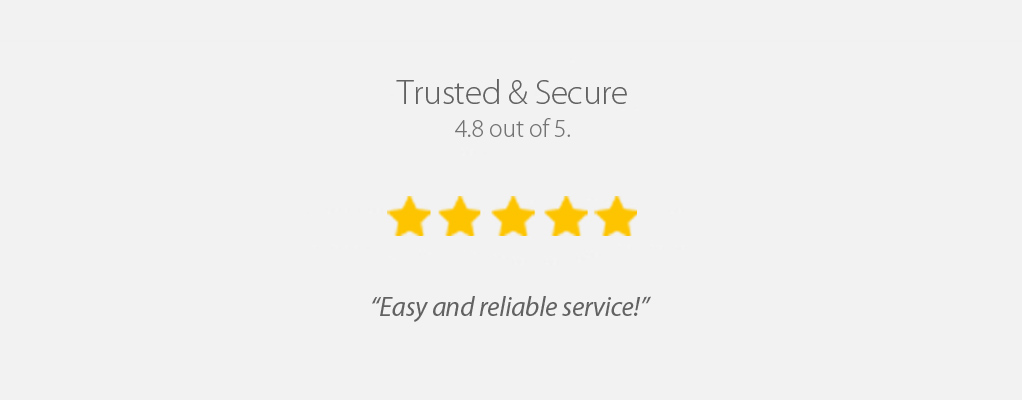 Trusted & Secure
4.8 out of 5.
“Easy and reliable service!”